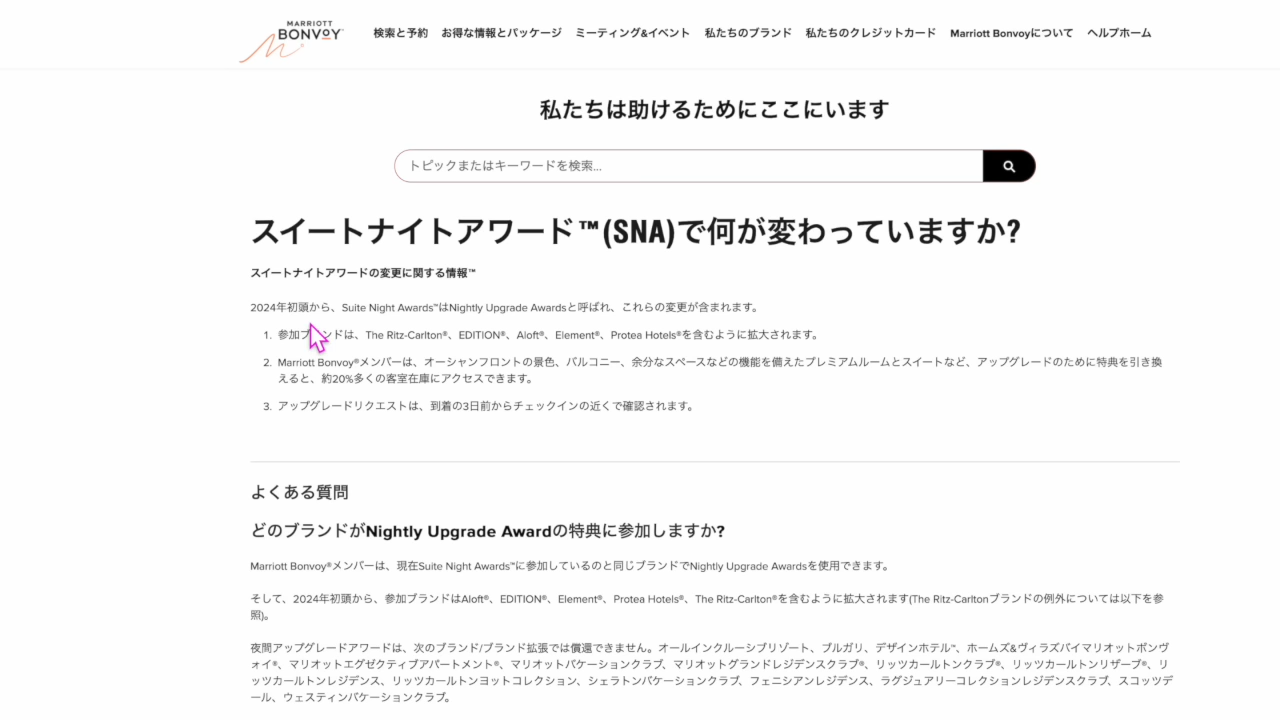 MARRIOTT
BONVOY
検索と予約 お得な情報とパッケージ ミーティング&イベント 私たちのブランド 私たちのクレジットカード Marriott Bonvoyについて ヘルプホーム
私たちは助けるためにここにいます
トピックまたはキーワードを検索...
スイートナイトアワード™(SNA)で何が変わっていますか?
スイートナイトアワードの変更に関する情報™
2024年初頭から、Suite Night Awards™はNightly Upgrade Awardsと呼ばれ、これらの変更が含まれます。
1. 参加ブランドは、The Ritz-Carlton®、EDITION®、Aloft®、Element®、Protea Hotels®を含むように拡大されます。
2. Marriott Bonvoy®メンバーは、オーシャンフロントの景色、バルコニー、余分なスペースなどの機能を備えたプレミアムルームとスイートなど、アップグレードのために特典を引き換
えると、約20%多くの客室在庫にアクセスできます。
3. アップグレードリクエストは、到着の3日前からチェックインの近くで確認されます。
よくある質問
どのブランドがNightly Upgrade Awardの特典に参加しますか?
Marriott Bonvoy®メンバーは、現在Suite Night Awards™に参加しているのと同じブランドでNightly Upgrade Awardsを使用できます。
そして、2024年初頭から、参加ブランドはAloft®、EDITION®、Element®、Protea Hotels®、The Ritz-Carlton®を含むように拡大されます(The Ritz-Carltonブランドの例外については以下を参
照)。
夜間アップグレードアワードは、次のブランド/ブランド拡張では償還できません。オールインクルーシブリゾート、ブルガリ、デザインホテル™、ホームズ&ヴィラズバイマリオットボンヴ
ォイ®、マリオットエグゼクティブアパートメント®、マリオットバケーションクラブ、マリオットグランドレジデンスクラブ®、リッツカールトンクラブ®、リッツカールトンリザーブ®、リ
ッツカールトンレジデンス、リッツカールトンヨットコレクション、シェラトンバケーションクラブ、フェニシアンレジデンス、ラグジュアリーコレクションレジデンスクラブ、スコッツデ
ール、ウェスティンバケーションクラブ。